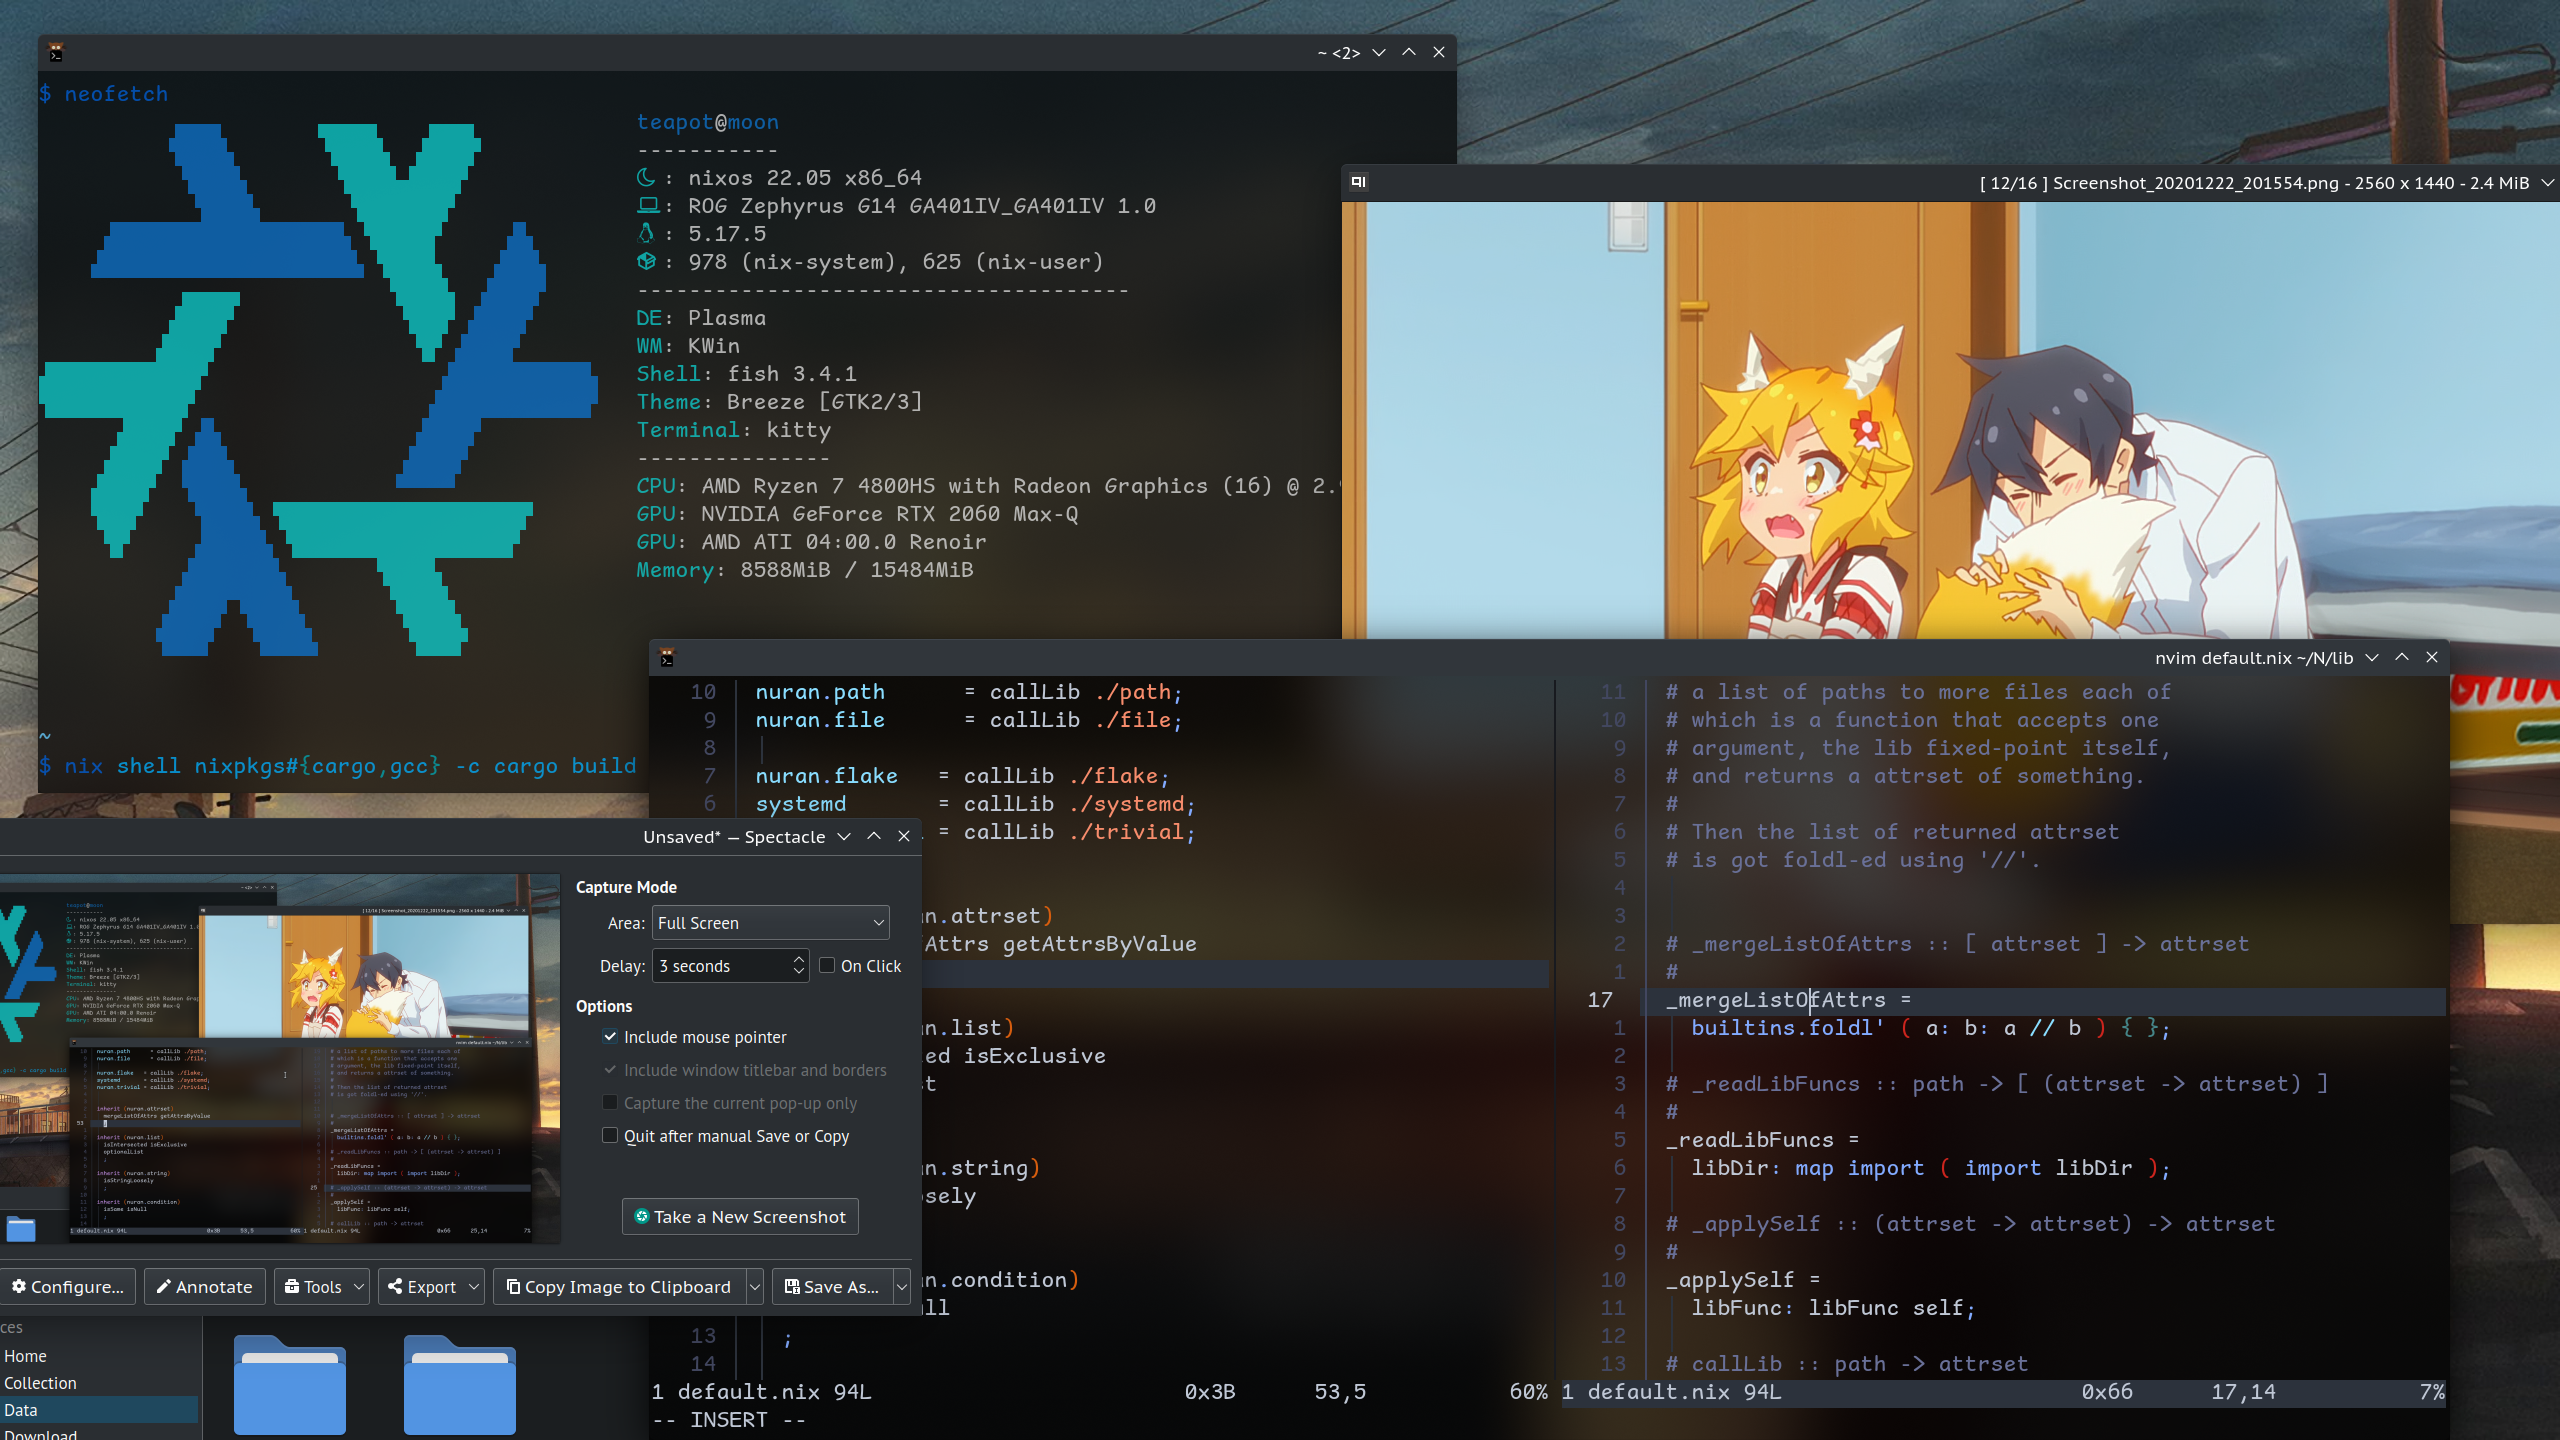 ~ <2>
$ neofetch
teapot@moon
-----------
: nixos 22.05 x86_64
: ROG Zephyrus G14 GA401IV_GA401IV 1.0
: 5.17.5
: 978 (nix-system), 625 (nix-user)
--------------------------------------
DE: Plasma
WM: KWin
Shell: fish 3.4.1
Theme: Breeze [GTK2/3]
Terminal: kitty
---------------
CPU: AMD Ryzen 7 4800HS with Radeon Graphics (16) @ 2.
GPU: NVIDIA GeForce RTX 2060 Max-Q
GPU: AMD ATI 04:00.0 Renoir
Memory: 8588MiB / 15484MiB
~
$ nix shell nixpkgs#{cargo,gcc} -c cargo build
[ 12/16 ] Screenshot_20201222_201554.png - 2560 x 1440 - 2.4 MiB
nvim default.nix ~/N/lib
10 nuran.path = callLib ./path;
9 nuran.file = callLib ./file;
8
7 nuran.flake = callLib ./flake;
6 systemd = callLib ./systemd;
= callLib ./trivial;
.attrset)
Attrs getAttrsByValue
.list)
ed isExclusive
t
.string)
sely
.condition)
ll
13 ;
14
1 default.nix 94L 0x3B 53,5 60%
-- INSERT --
11 # a list of paths to more files each of
10 # which is a function that accepts one
9 # argument, the lib fixed-point itself,
8 # and returns a attrset of something.
7 #
6 # Then the list of returned attrset
5 # is got foldl-ed using '//'.
4
3
2 # _mergeListOfAttrs :: [ attrset ] -> attrset
1 #
17 _mergeListOfAttrs =
1 builtins.foldl' ( a: b: a // b ) { };
2
3 # _readLibFuncs :: path -> [ (attrset -> attrset) ]
4 #
5 _readLibFuncs =
6 libDir: map import ( import libDir );
7
8 # _applySelf :: (attrset -> attrset) -> attrset
9 #
10 _applySelf =
11 libFunc: libFunc self;
12
13 # callLib :: path -> attrset
1 default.nix 94L 0x66 17,14 7%
Unsaved* — Spectacle
Capture Mode
Area: Full Screen
Delay: 3 seconds On Click
Options
Include mouse pointer
Include window titlebar and borders
Capture the current pop-up only
Quit after manual Save or Copy
Take a New Screenshot
Configure... Annotate Tools Export Copy Image to Clipboard Save As...
ces
Home
Collection
Data
Download